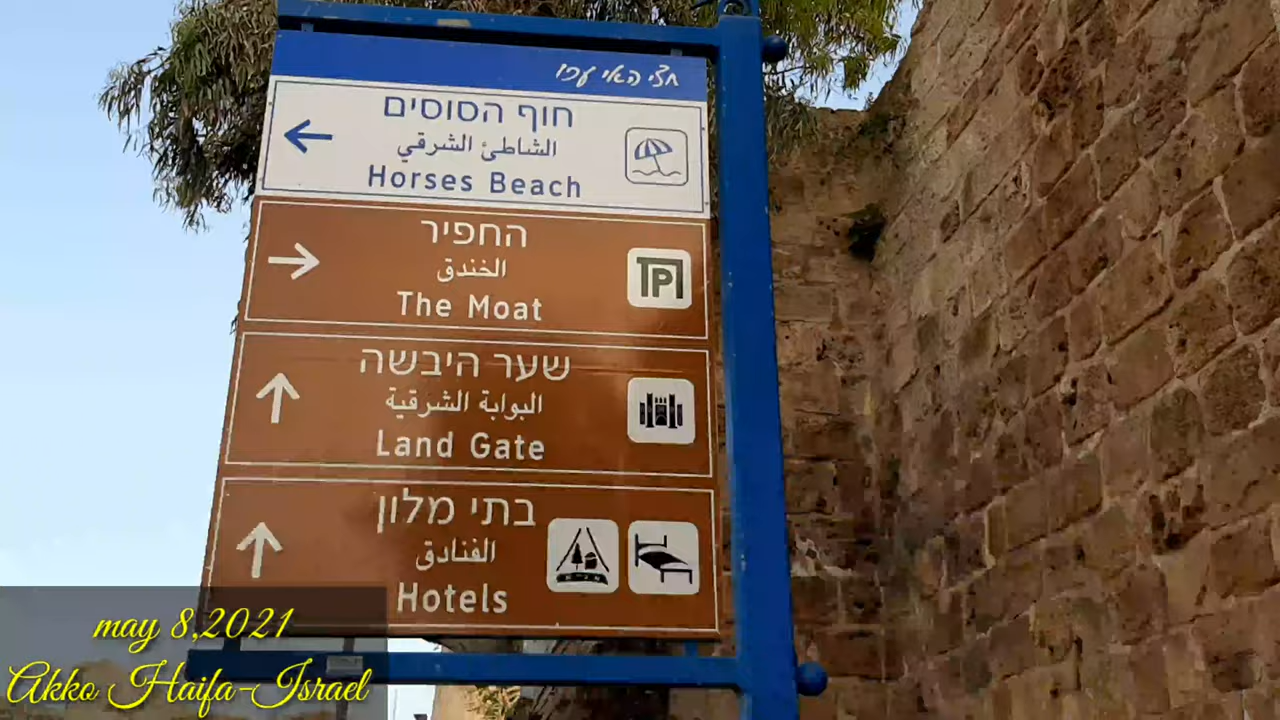 חוף הסוסים
الشاطئ الشرقي
Horses Beach
החפיר
الخندق
The Moat
שער היבשה
البوابة الشرقية
Land Gate
בתי מלון
الفنادق
Hotels
may 8,2021
Akko Haifa-Israel